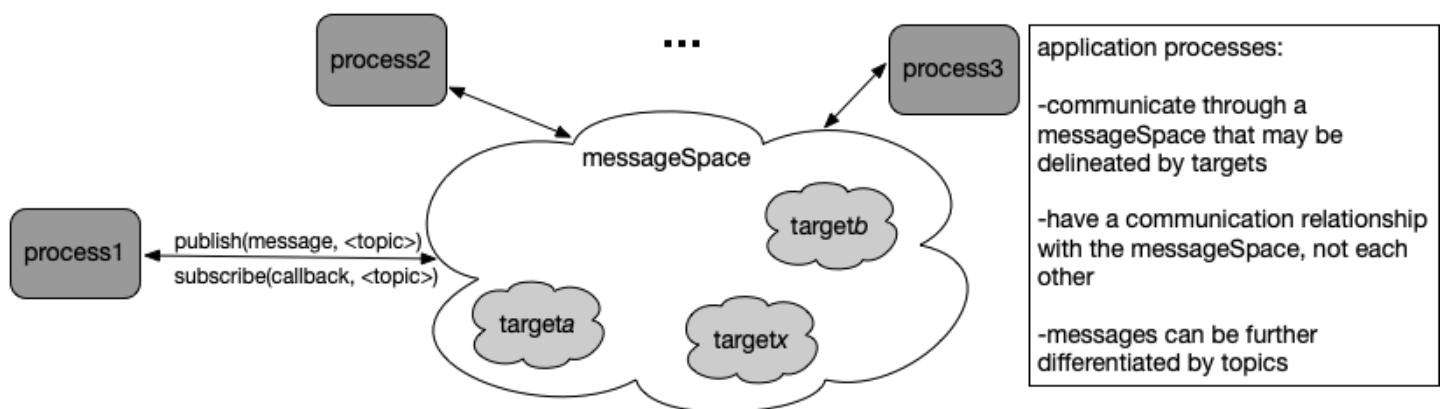 process2
...
process3
process1
publish(message, <topic>)
subscribe(callback, <topic>)
messageSpace
targetb
targeta
targetx
application processes:
-communicate through a
messageSpace that may be
delineated by targets
-have a communication relationship
with the messageSpace, not each
other
-messages can be further
differentiated by topics